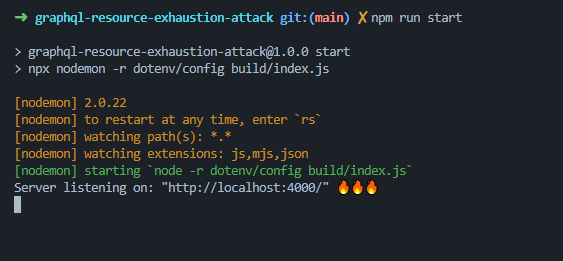 ➜ graphql-resource-exhaustion-attack git:(main) ✗ npm run start
> graphql-resource-exhaustion-attack@1.0.0 start
> npx nodemon -r dotenv/config build/index.js
[nodemon] 2.0.22
[nodemon] to restart at any time, enter `rs`
[nodemon] watching path(s): *.*
[nodemon] watching extensions: js,mjs,json
[nodemon] starting `node -r dotenv/config build/index.js`
Server listening on: "http://localhost:4000/" 🔥🔥🔥